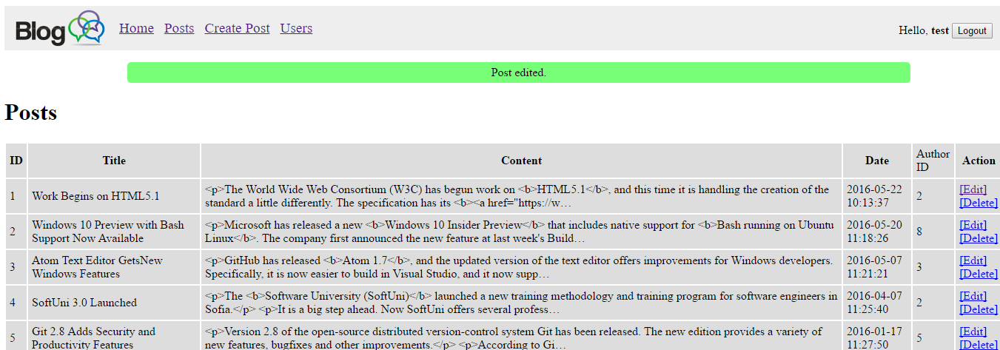 Blog Home Posts Create Post Users Hello, test Logout
Post edited.
Posts
ID Title Content Date Author ID Action
1 Work Begins on HTML5.1 <p>The World Wide Web Consortium (W3C) has begun work on <b>HTML5.1</b>, and this time it is handling the creation of the 2016-05-22 2 [Edit]
standard a little differently. The specification has its <b><a href="https://w… 10:13:37 [Delete]
2 Windows 10 Preview with Bash <p>Microsoft has released a new <b>Windows 10 Insider Preview</b> that includes native support for <b>Bash running on Ubuntu 2016-05-20 8 [Edit]
Support Now Available Linux</b>. The company first announced the new feature at last week's Build… 11:18:26 [Delete]
3 Atom Text Editor GetsNew <p>GitHub has released <b>Atom 1.7</b>, and the updated version of the text editor offers improvements for Windows developers. 2016-05-07 3 [Edit]
Windows Features Specifically, it is now easier to build in Visual Studio, and it now supp… 11:21:21 [Delete]
4 SoftUni 3.0 Launched <p>The <b>Software University (SoftUni)</b> launched a new training methodology and training program for software engineers in 2016-04-07 2 [Edit]
Sofia.</p> <p>It is a big step ahead. Now SoftUni offers several profess… 11:25:40 [Delete]
5 Git 2.8 Adds Security and <p>Version 2.8 of the open-source distributed version-control system Git has been released. The new edition provides a variety of 2016-01-17 5 [Edit]
Productivity Features new features, bugfixes and other improvements.</p> <p>According to Gi… 11:27:50 [Delete]